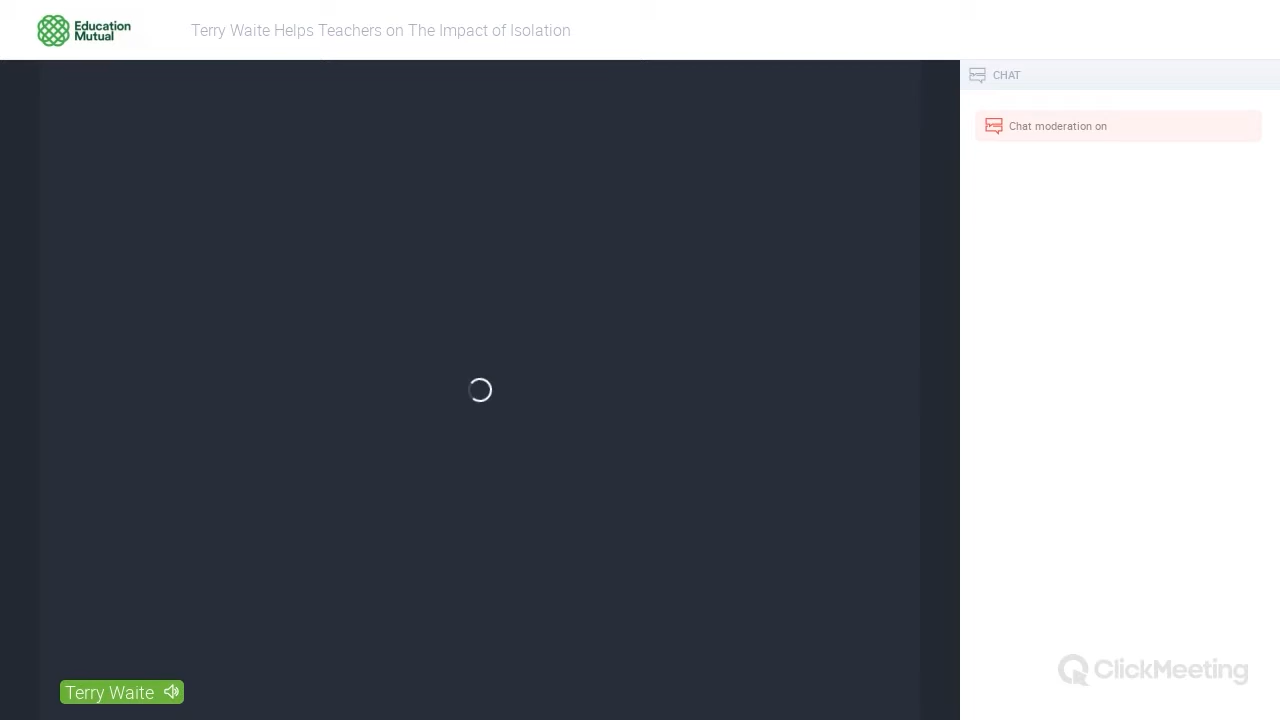 Education
Mutual
Terry Waite Helps Teachers on The Impact of Isolation
CHAT
Chat moderation on
ClickMeeting
Terry Waite